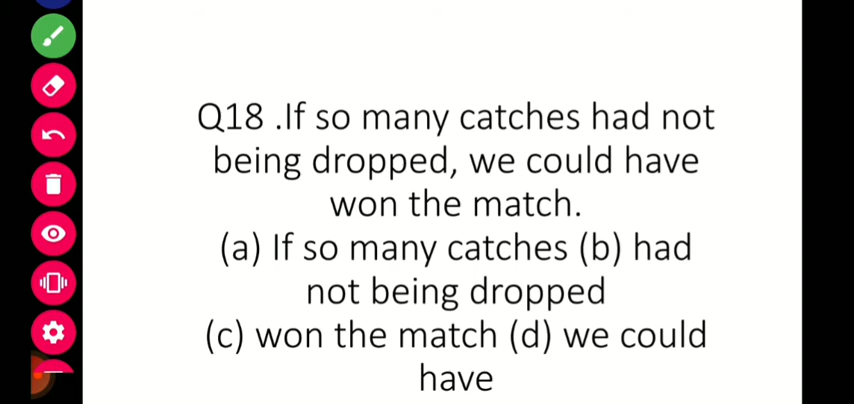 Q18 .If so many catches had not
being dropped, we could have
won the match.
(a) If so many catches (b) had
not being dropped
(c) won the match (d) we could
have